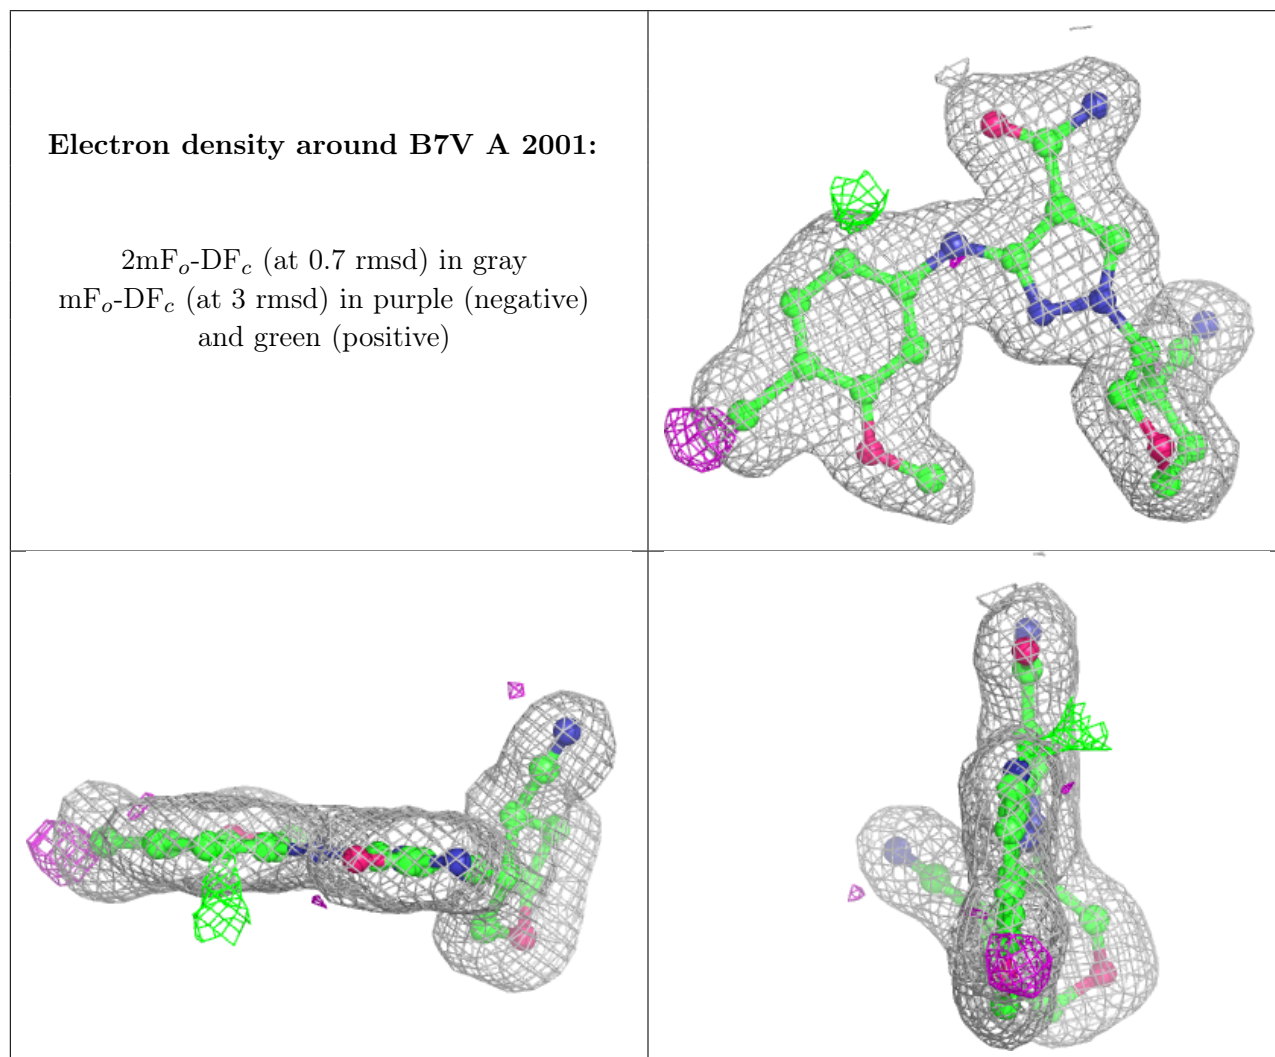 Electron density around B7V A 2001:
2mFo-DFc (at 0.7 rmsd) in gray
mFo-DFc (at 3 rmsd) in purple (negative)
and green (positive)